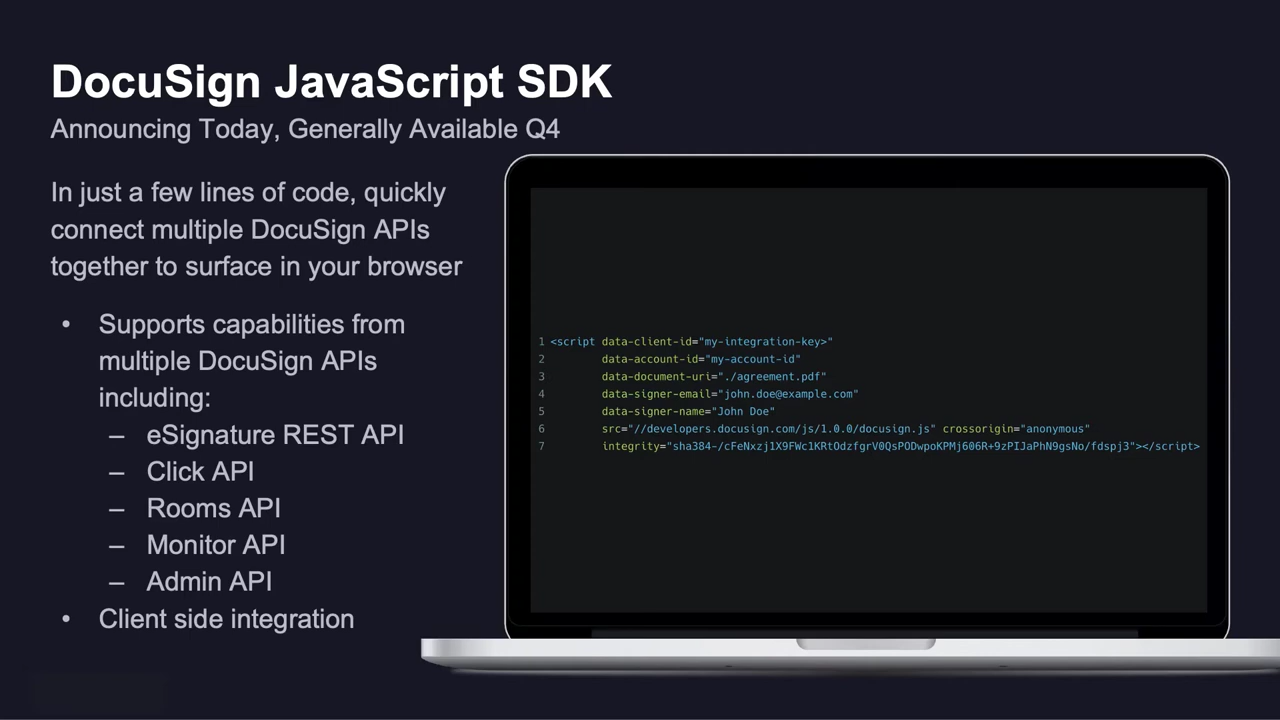 DocuSign JavaScript SDK
Announcing Today, Generally Available Q4
In just a few lines of code, quickly
connect multiple DocuSign APIs
together to surface in your browser
• Supports capabilities from
multiple DocuSign APIs
including:
– eSignature REST API
– Click API
– Rooms API
– Monitor API
– Admin API
• Client side integration
1 <script data-client-id="my-integration-key>"
2 data-account-id="my-account-id"
3 data-document-uri="./agreement.pdf"
4 data-signer-email="john.doe@example.com"
5 data-signer-name="John Doe"
6 src="//developers.docusign.com/js/1.0.0/docusign.js" crossorigin="anonymous"
7 integrity="sha384-/cFeNxzj1X9FWc1KRtOdzfgrV0QsPODwpoKPMj606R+9zPIJaPhN9gsNo/fdspj3"></script>